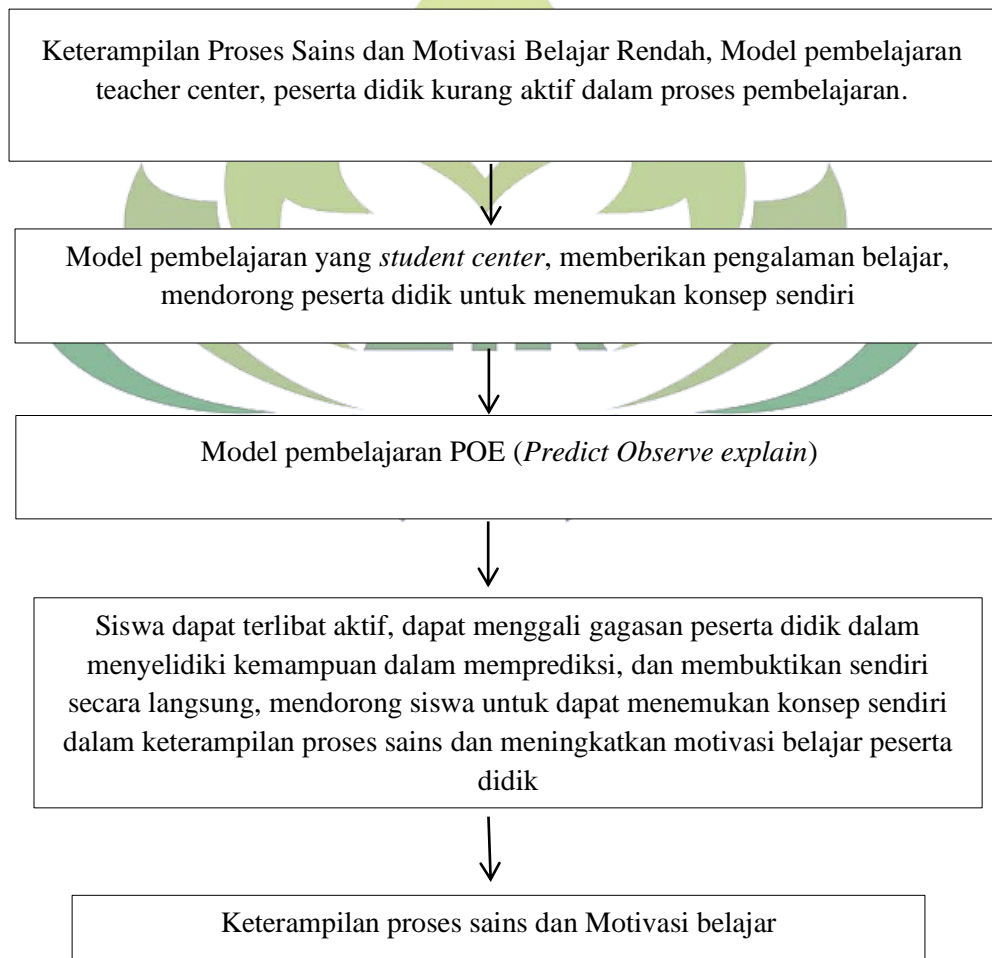 Keterampilan Proses Sains dan Motivasi Belajar Rendah, Model pembelajaran
teacher center, peserta didik kurang aktif dalam proses pembelajaran.
Model pembelajaran yang student center, memberikan pengalaman belajar,
mendorong peserta didik untuk menemukan konsep sendiri
Model pembelajaran POE (Predict Observe explain)
Siswa dapat terlibat aktif, dapat menggali gagasan peserta didik dalam
menyelidiki kemampuan dalam memprediksi, dan membuktikan sendiri
secara langsung, mendorong siswa untuk dapat menemukan konsep sendiri
dalam keterampilan proses sains dan meningkatkan motivasi belajar peserta
didik
Keterampilan proses sains dan Motivasi belajar